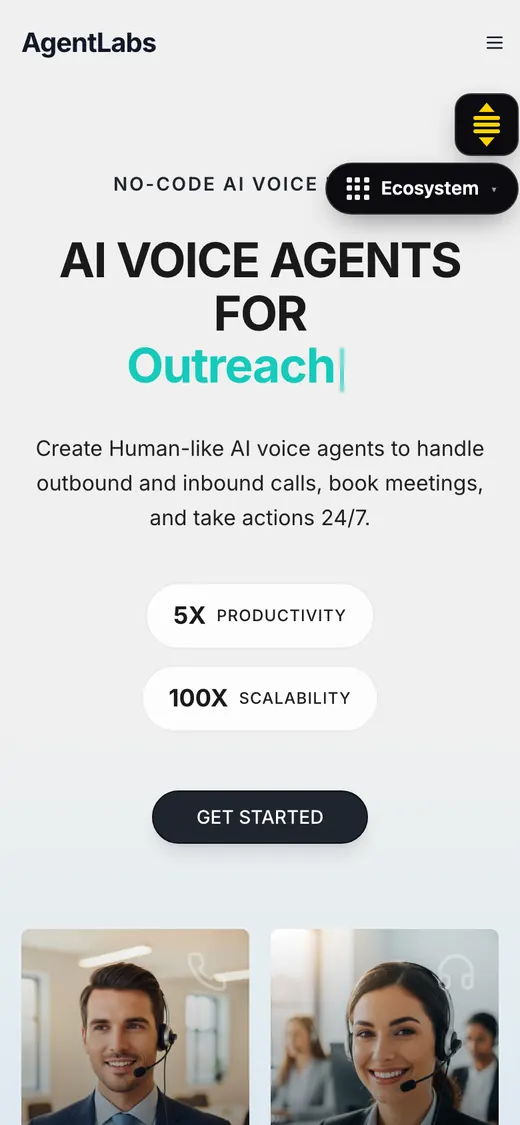 AgentLabs
Ecosystem
NO-CODE AI VOICE
AI VOICE AGENTS
FOR
Outreach
Create Human-like AI voice agents to handle
outbound and inbound calls, book meetings,
and take actions 24/7.
5X PRODUCTIVITY
100X SCALABILITY
GET STARTED